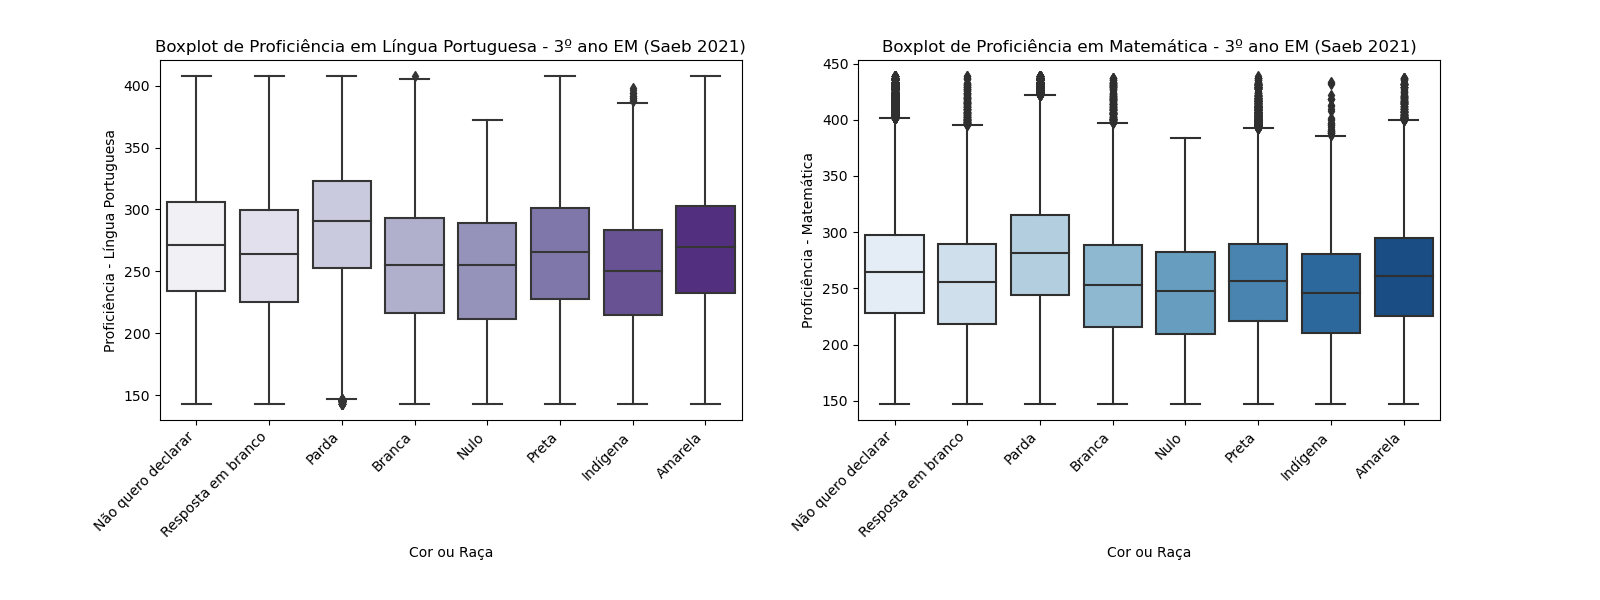 Boxplot de Proficiência em Língua Portuguesa - 3º ano EM (Saeb 2021)
Proficiência - Língua Portuguesa
400
350
300
250
200
150
Não quero declarar
Resposta em branco
Parda
Branca
Nulo
Preta
Indígena
Amarela
Cor ou Raça
Boxplot de Proficiência em Matemática - 3º ano EM (Saeb 2021)
Proficiência - Matemática
450
400
350
300
250
200
150
Não quero declarar
Resposta em branco
Parda
Branca
Nulo
Preta
Indígena
Amarela
Cor ou Raça